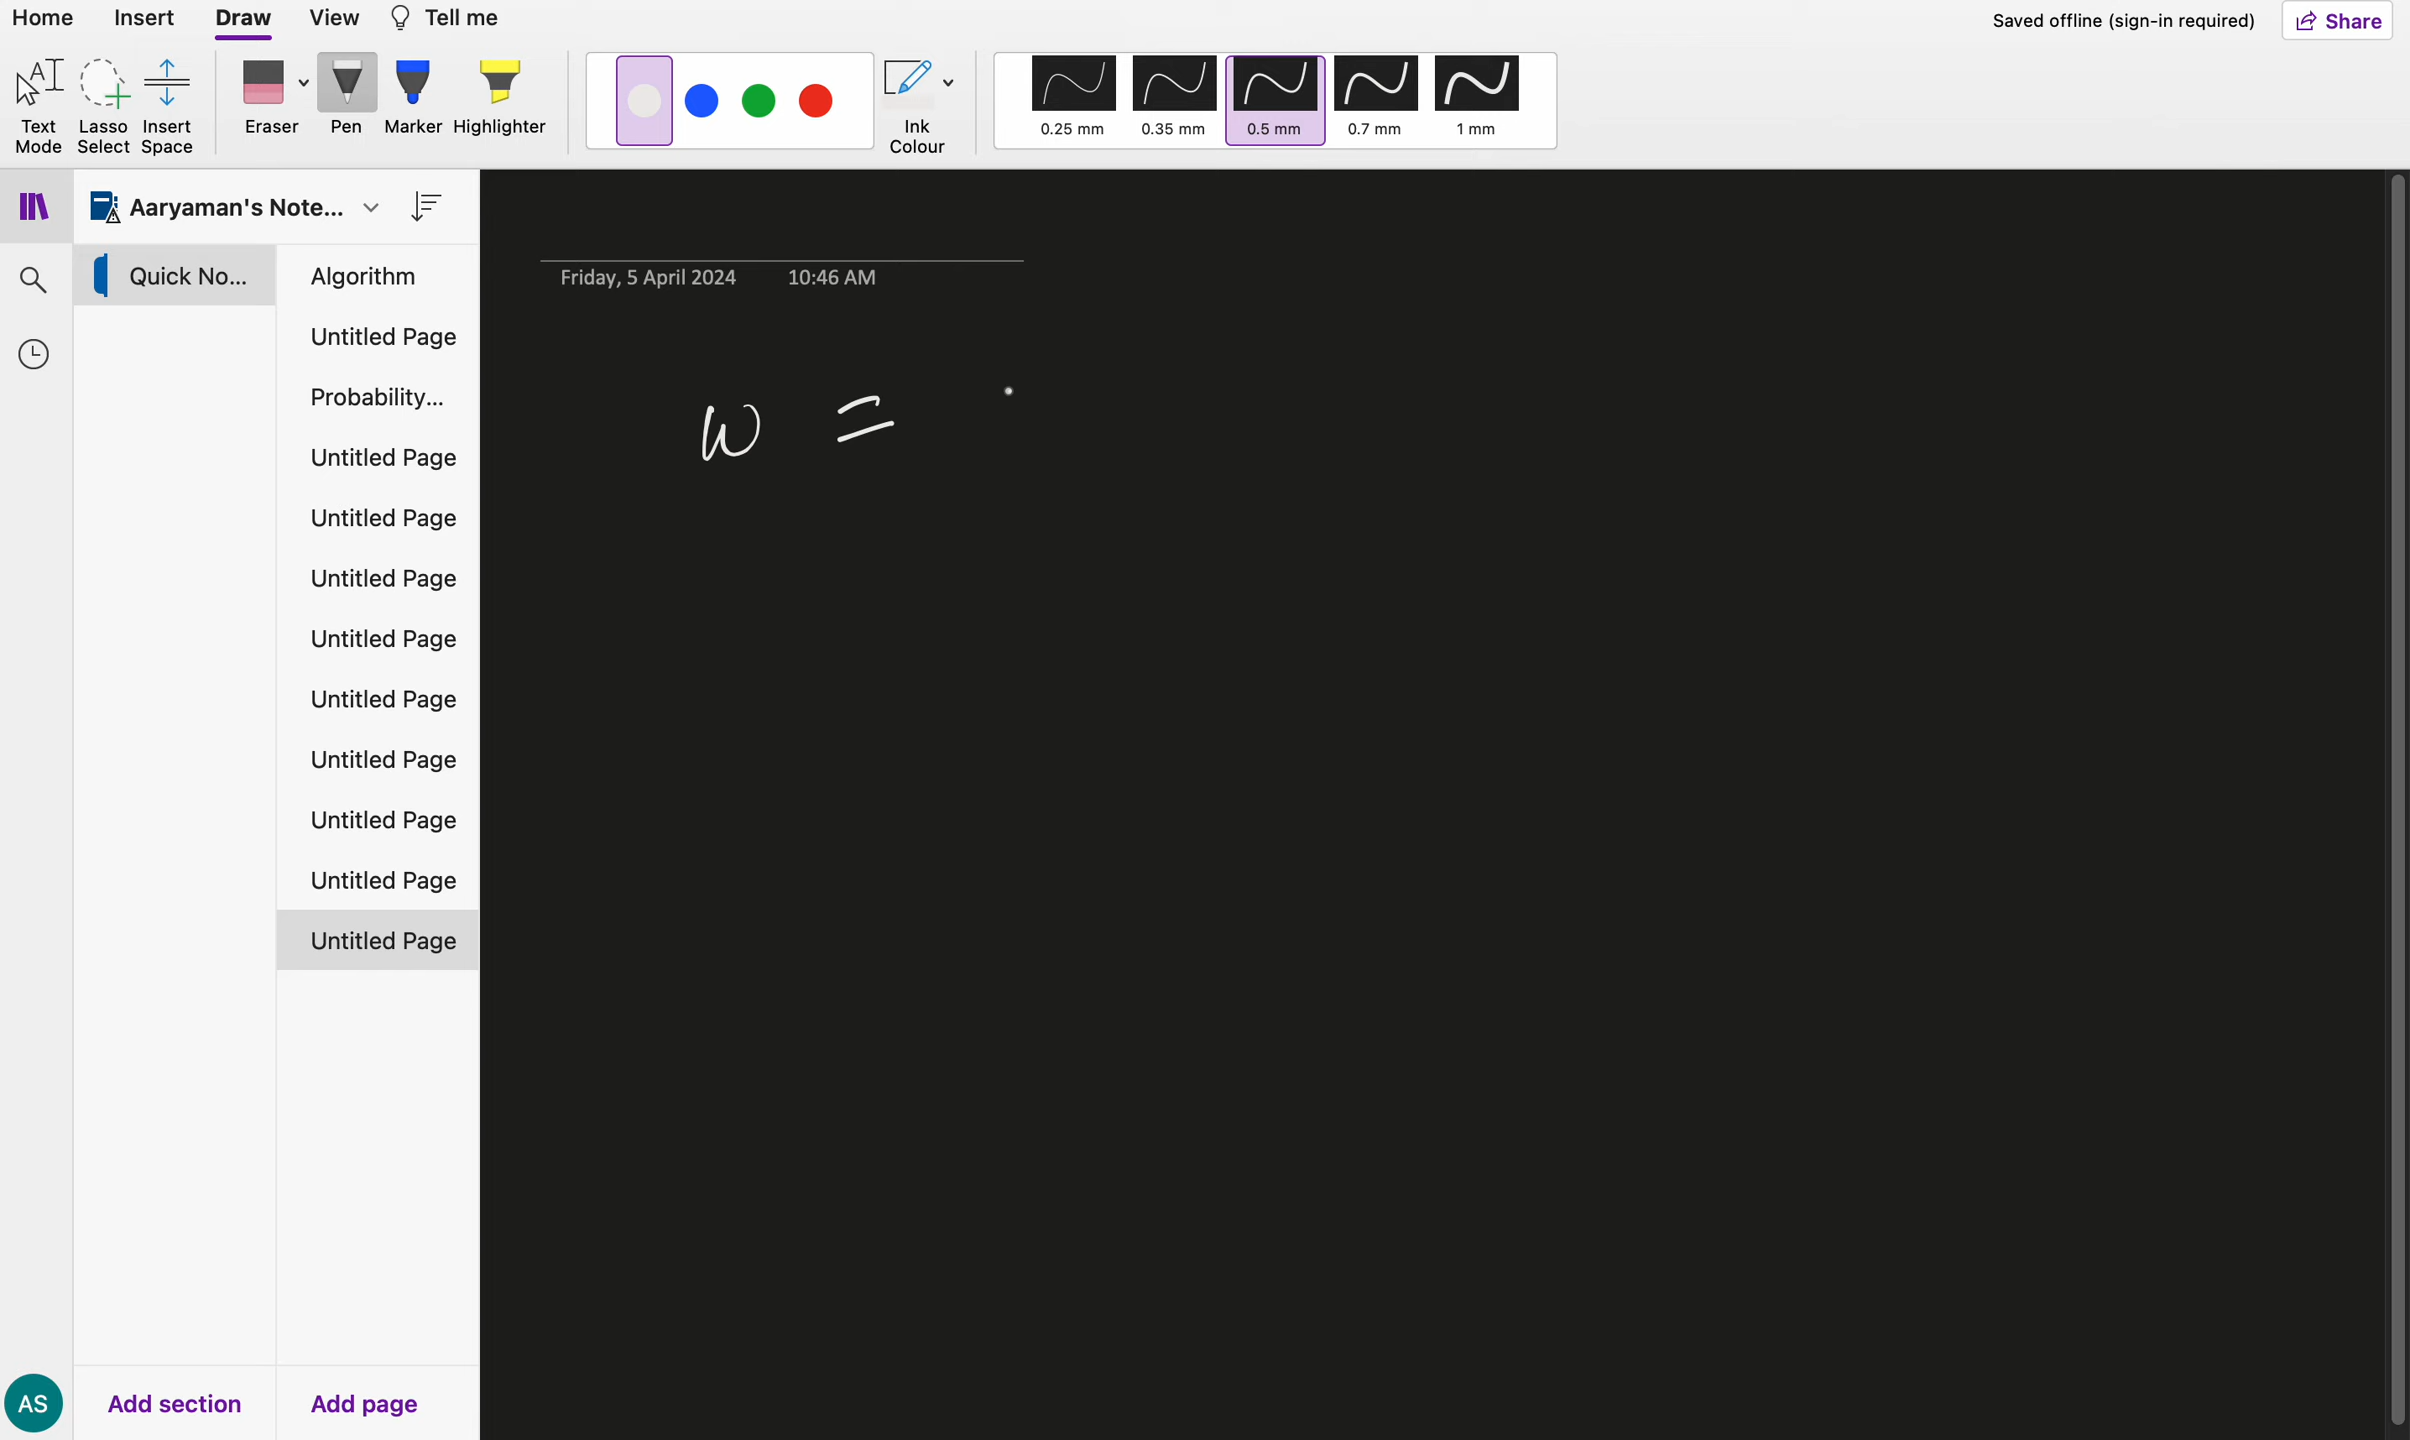 Home Insert Draw View Tell me Saved offline (sign-in required) Share
Text Mode Lasso Select Insert Space Eraser Pen Marker Highlighter Ink Colour 0.25 mm 0.35 mm 0.5 mm 0.7 mm 1 mm
Aaryaman's Note...
Quick No...
Algorithm
Untitled Page
Probability...
Untitled Page
Untitled Page
Untitled Page
Untitled Page
Untitled Page
Untitled Page
Untitled Page
Untitled Page
Untitled Page
Friday, 5 April 2024 10:46 AM
w =
AS Add section Add page